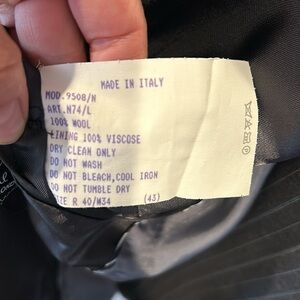 MADE IN ITALY
MOD.9508/N
ART.N74/L
100% WOOL
LINING 100% VISCOSE
DRY CLEAN ONLY
DO NOT WASH
DO NOT BLEACH,COOL IRON
DO NOT TUMBLE DRY
SIZE R 40/W34 (43)